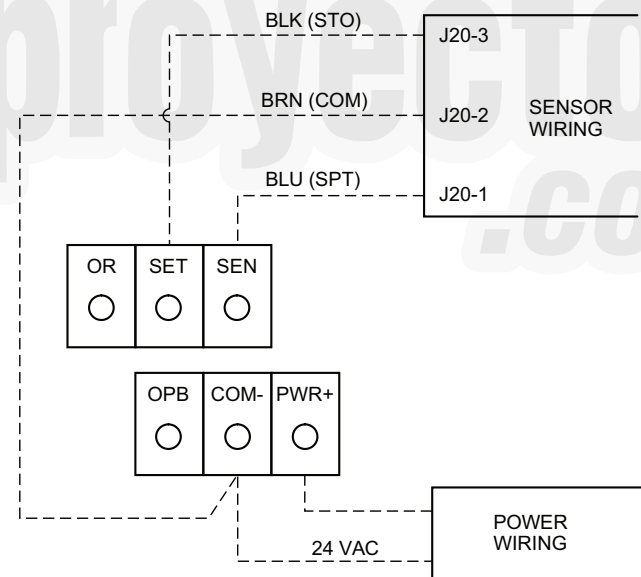 BLK (STO)
J20-3
BRN (COM)
J20-2
SENSOR
WIRING
BLU (SPT)
J20-1
OR
SET
SEN
OPB
COM-
PWR+
POWER
WIRING
24 VAC
proyecto
.co